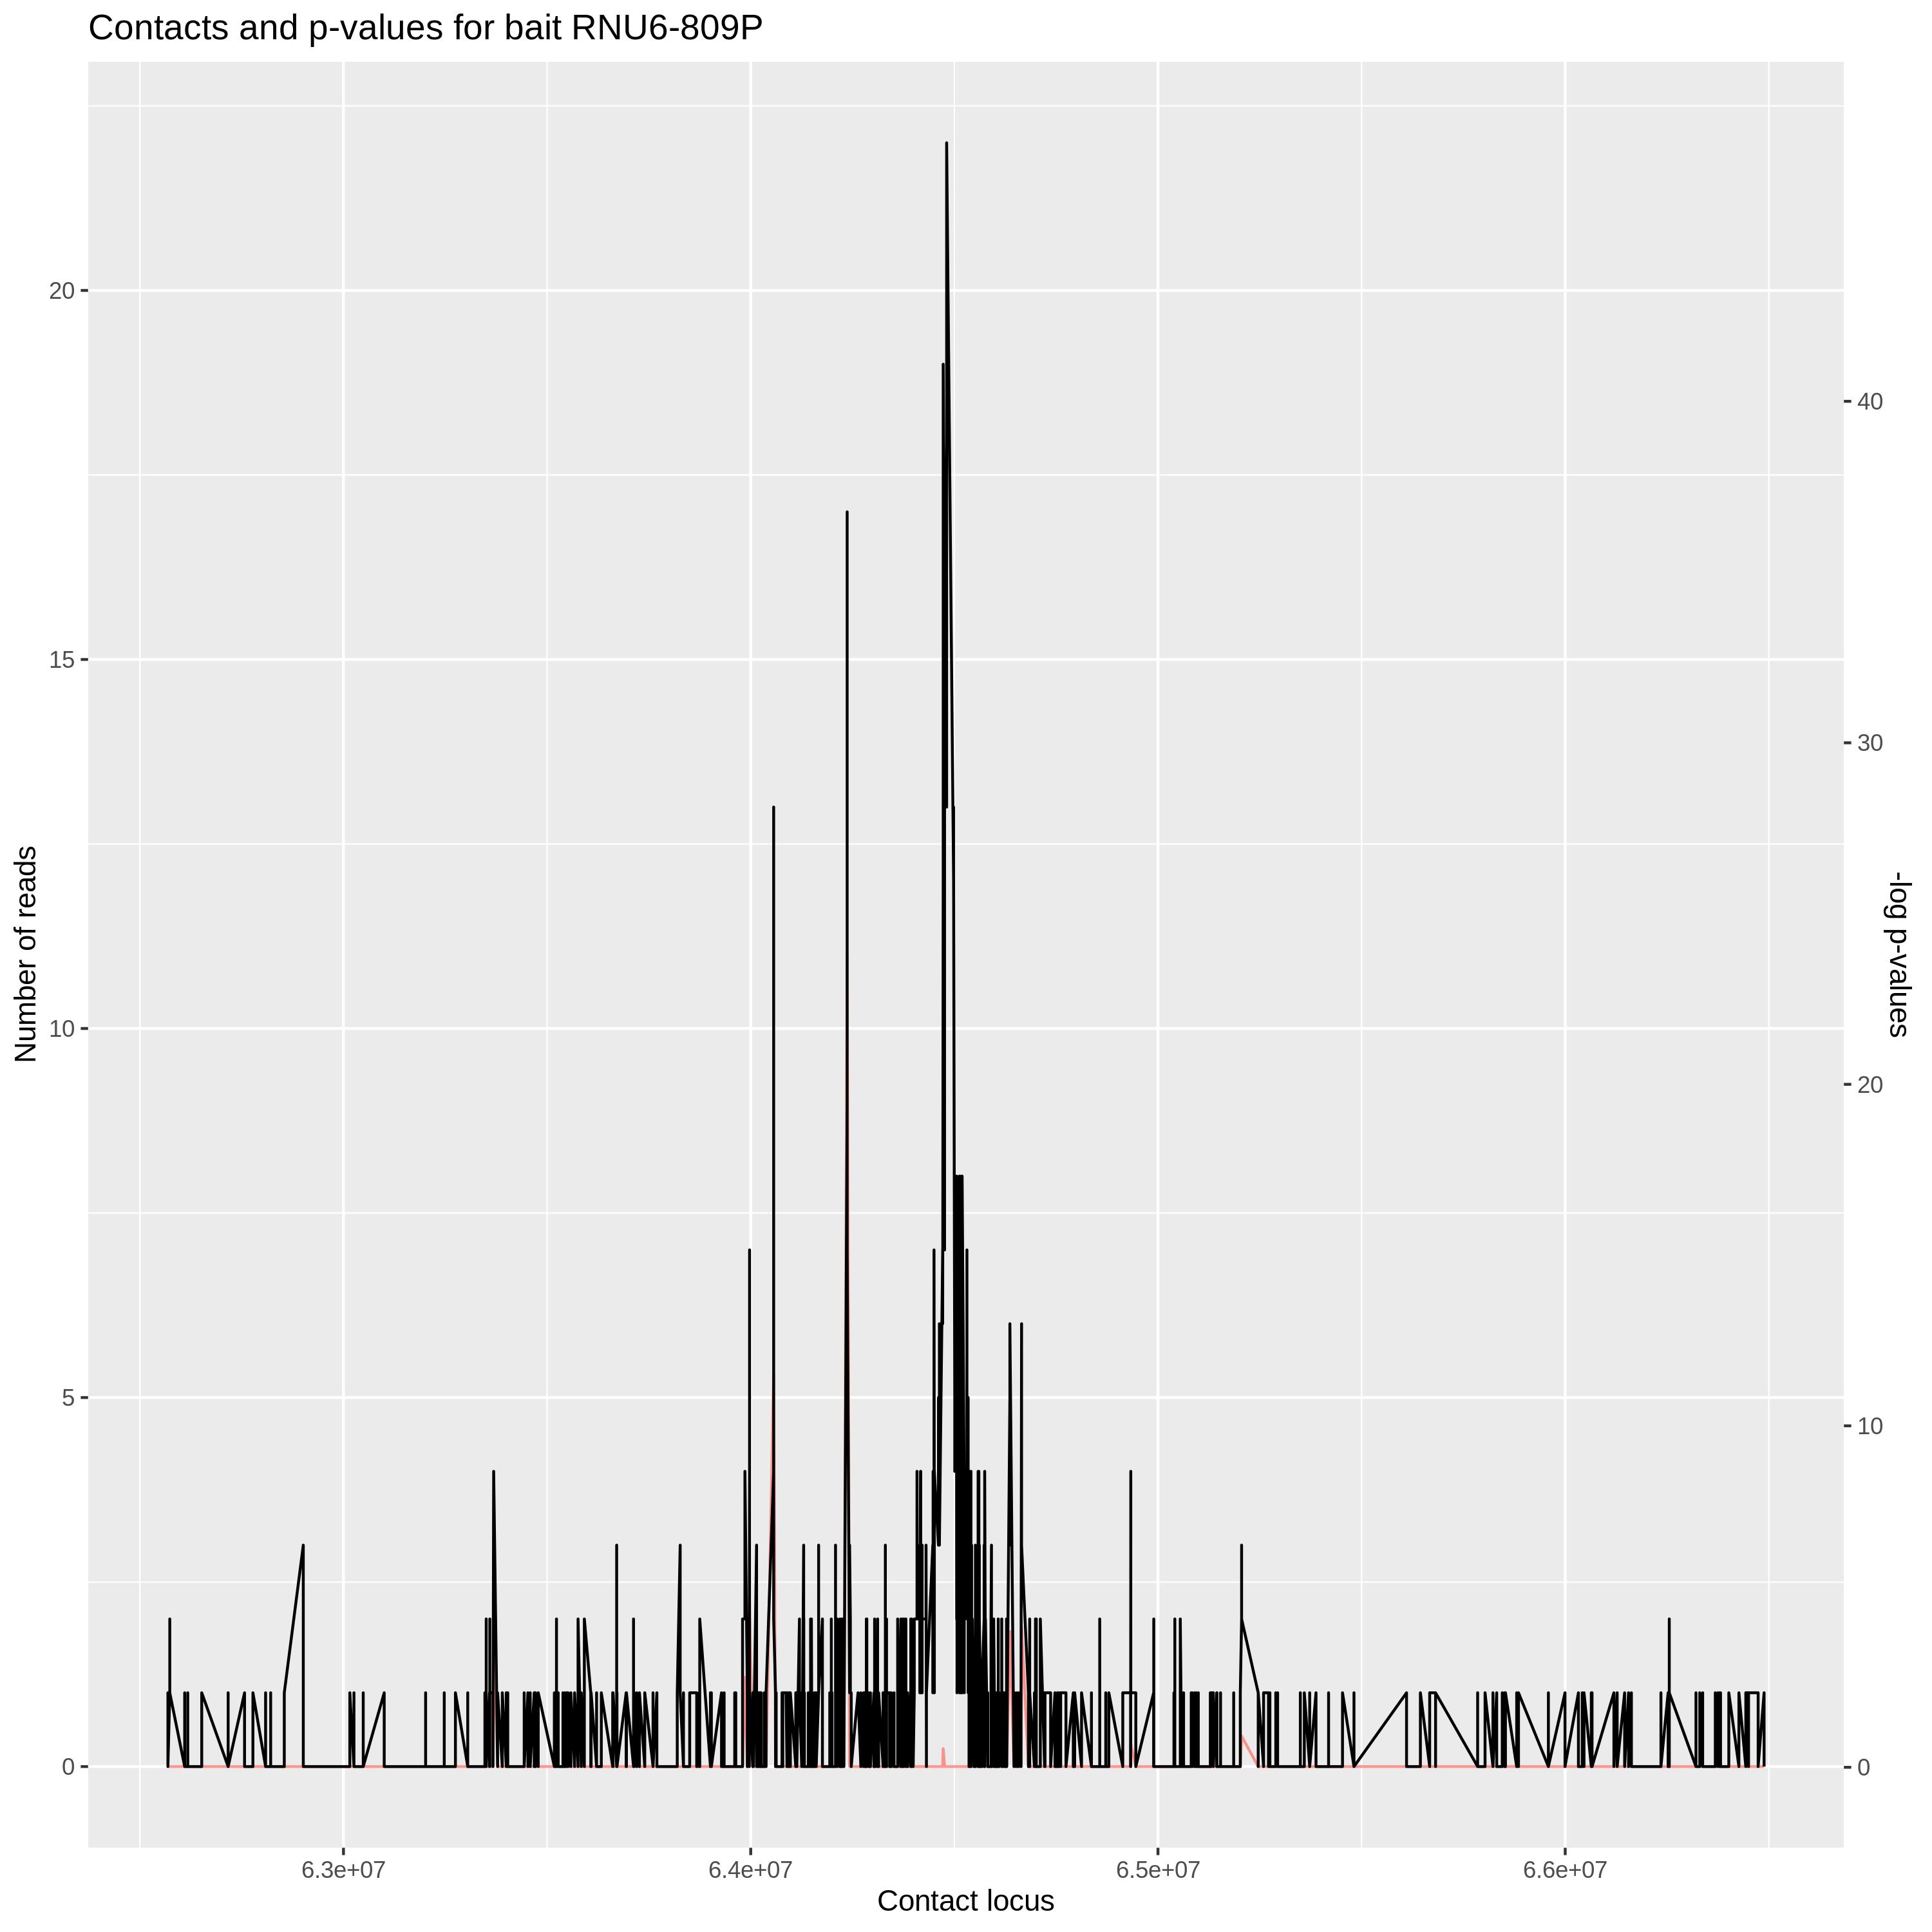 Contacts and p-values for bait RNU6-809P
20
15
10
5
0
Number of reads
40
30
20
10
0
-log p-values
6.3e+07
6.4e+07
6.5e+07
6.6e+07
Contact locus